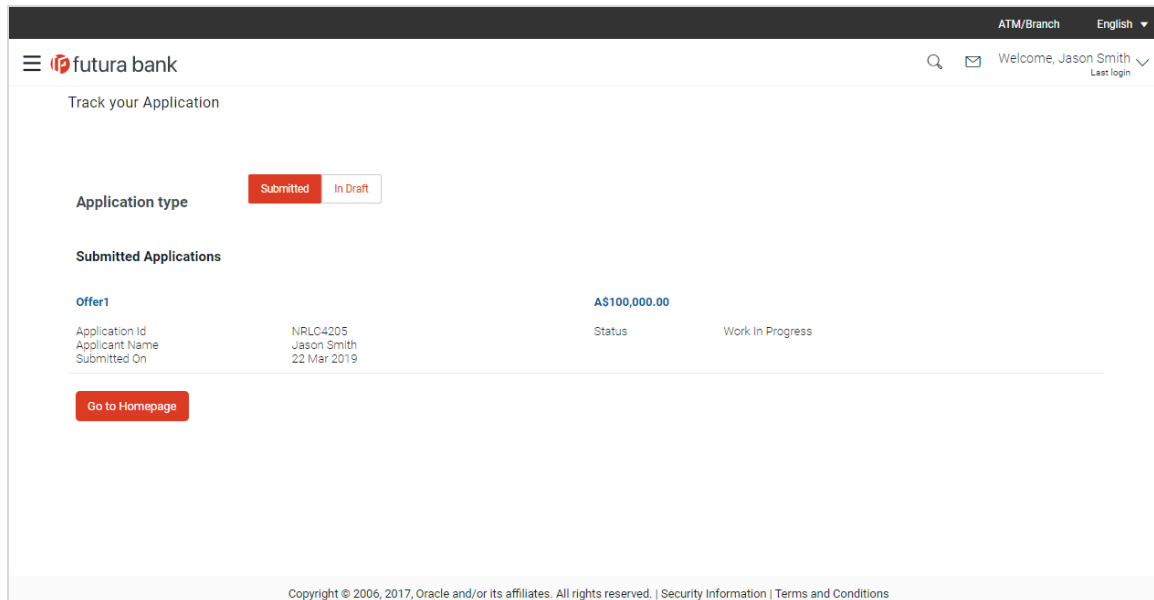 ATM/Branch English
futura bank
Welcome, Jason Smith
Last login
Track your Application
Submitted In Draft
Application type
Submitted Applications
Offer1 A$100,000.00
Application Id NRLC4205 Status Work In Progress
Applicant Name Jason Smith
Submitted On 22 Mar 2019
Go to Homepage
Copyright © 2006, 2017, Oracle and/or its affiliates. All rights reserved. | Security Information | Terms and Conditions